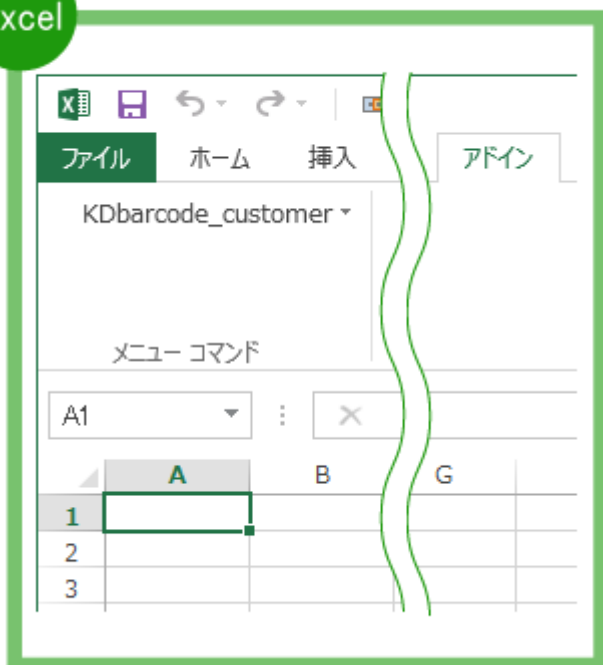 xcel
ファイル ホーム 挿入 アドイン
KDbarcode_customer
メニュー コマンド
A1
A B G
1
2
3